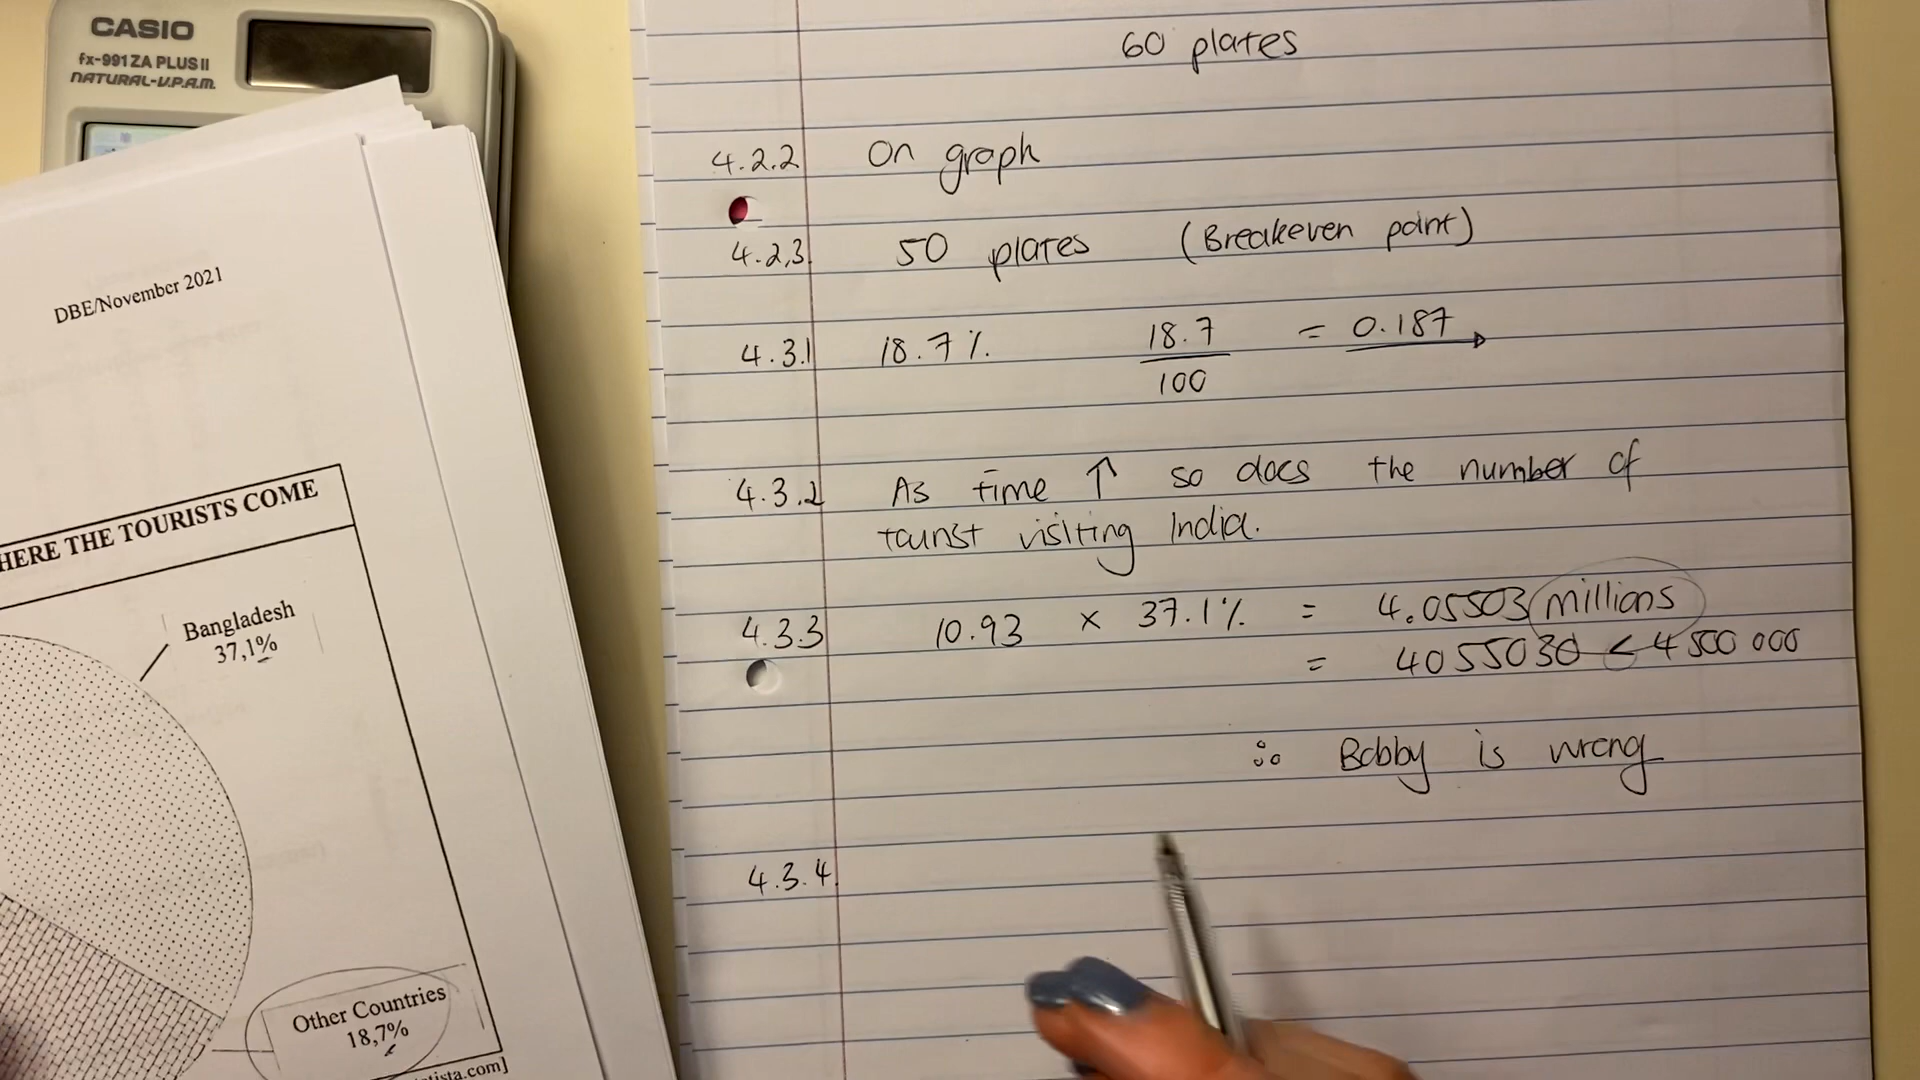 CASIO
fx-991ZA PLUS II
NATURAL-V.P.A.M.
DBE/November 2021
HERE THE TOURISTS COME
Bangladesh
37,1%
Other Countries
18,7%
tista.com]
60 plates
4.2.2 On graph
4.2.3. 50 plates (Breakeven point)
4.3.1 18.7% 18.7/100 = 0.187
4.3.2 As time ↑ so does the number of
tourist visiting India.
4.3.3 10.93 × 37.1% = 4.05503 millions
= 4055030 < 4500 000
∴ Bobby is wrong
4.3.4.